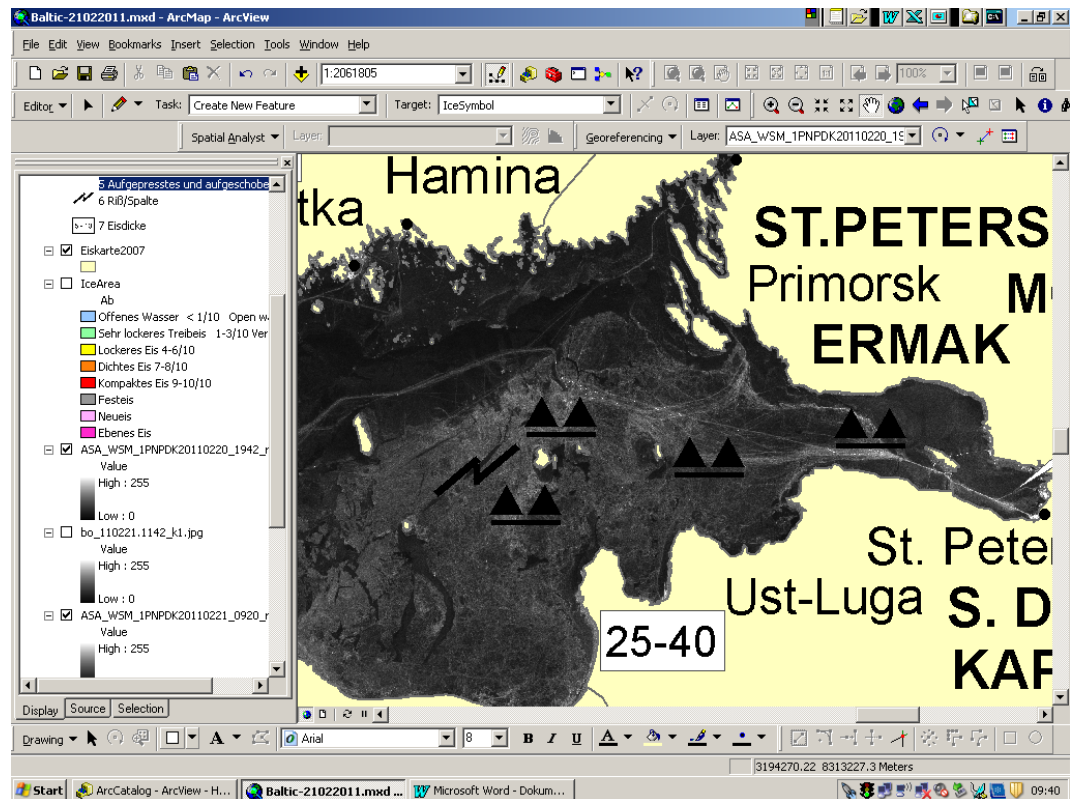 Baltic-21022011.mxd - ArcMap - ArcView
File Edit View Bookmarks Insert Selection Tools Window Help
1:2061805
100%
Editor Task: Create New Feature Target: IceSymbol
Spatial Analyst Layer: Georeferencing Layer: ASA_WSM_1PNPDK20110220_19
5 Aufgepresstes und aufgeschobe
6 Riß/Spalte
5-10 7 Eisdicke
Eiskarte2007
IceArea
Ab
Offenes Wasser < 1/10 Open w
Sehr lockeres Treibeis 1-3/10 Ver
Lockeres Eis 4-6/10
Dichtes Eis 7-8/10
Kompaktes Eis 9-10/10
Festeis
Neueis
Ebenes Eis
ASA_WSM_1PNPDK20110220_1942_r
Value
High : 255
Low : 0
bo_110221.1142_k1.jpg
Value
High : 255
Low : 0
ASA_WSM_1PNPDK20110221_0920_r
Value
High : 255
Display Source Selection
Hamina
tka
ST.PETERS
Primorsk M
ERMAK
St. Pete
Ust-Luga S. D
25-40
KAP
Drawing A Arial 8 B I U A
3194270.22 8313227.3 Meters
Start ArcCatalog - ArcView - H... Baltic-21022011.mxd ... Microsoft Word - Dokum... 09:40